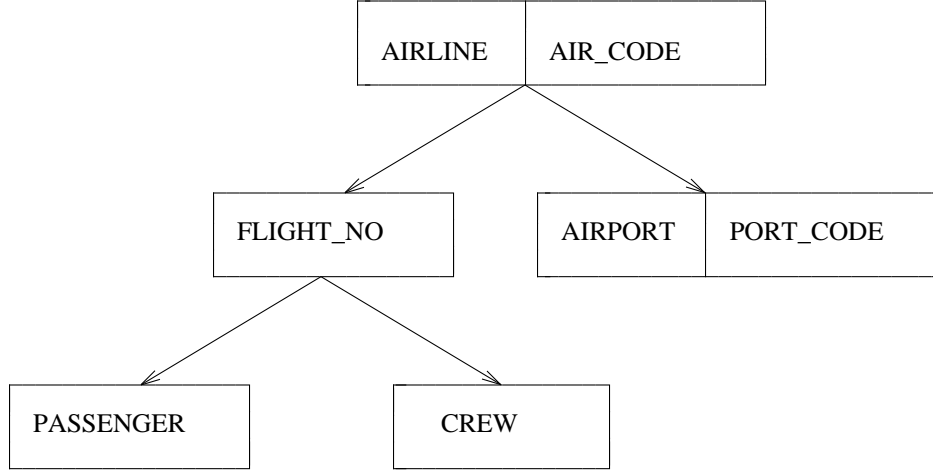 AIRLINE AIR_CODE
FLIGHT_NO AIRPORT PORT_CODE
PASSENGER CREW